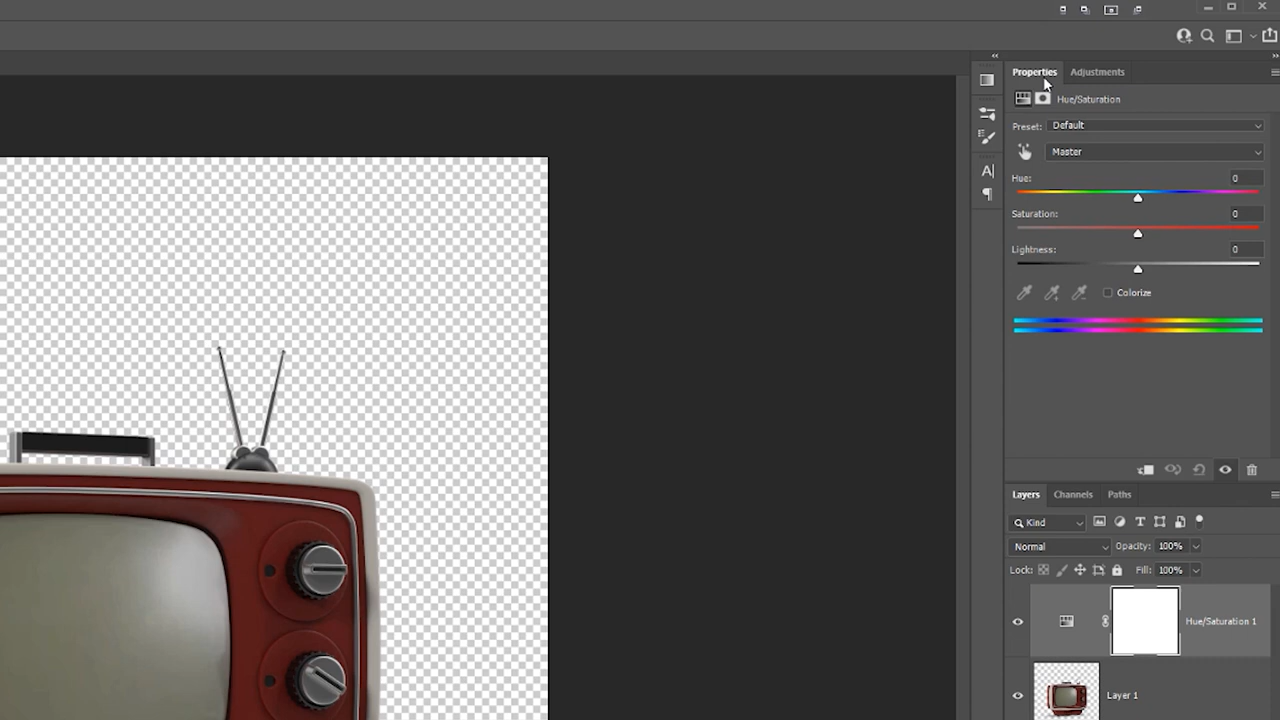 Properties Adjustments
Hue/Saturation
Preset: Default
Master
Hue: 0
Saturation: 0
Lightness: 0
Colorize
A|
Layers Channels Paths
Kind
T
Normal Opacity: 100%
Lock: Fill: 100%
Hue/Saturation 1
Layer 1